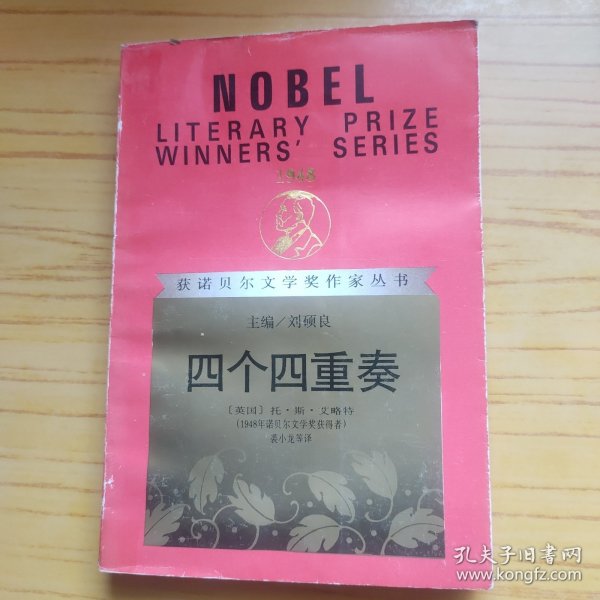 NOBEL
LITERARY PRIZE
WINNERS' SERIES
1948
获诺贝尔文学奖作家丛书
主编／刘硕良
四个四重奏
〔英国〕托·斯·艾略特
(1948年诺贝尔文学奖获得者)
裘小龙等译
孔夫子旧书网
www.kongfz.com